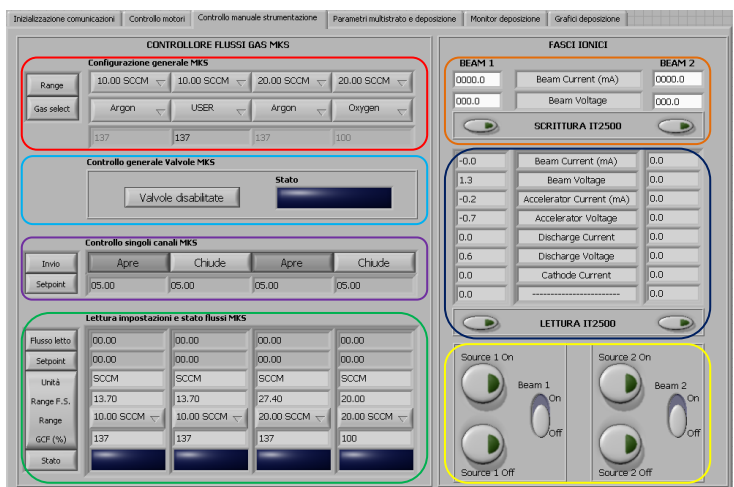 Inizializzazione comunicazioni Controllo motori Controllo manuale strumentazione Parametri multistrato e deposizione Monitor deposizione Grafici deposizione
CONTROLLORE FLUSSI GAS MKS
Configurazione generale MKS
Range 10.00 SCCM 10.00 SCCM 20.00 SCCM 20.00 SCCM
Gas select Argon USER Argon Oxygen
137 137 137 100
Controllo generale Valvole MKS
Stato
Valvole disabilitate
Controllo singoli canali MKS
Invio Apre Chiude Apre Chiude
Setpoint 05.00 05.00 05.00 05.00
Lettura impostazioni e stato flussi MKS
Flusso letto 00.00 00.00 00.00 00.00
Setpoint 00.00 00.00 00.00 00.00
Unità SCCM SCCM SCCM SCCM
Range F.S. 13.70 13.70 27.40 20.00
Range 10.00 SCCM 10.00 SCCM 20.00 SCCM 20.00 SCCM
GCF (%) 137 137 137 100
Stato
FASCI IONICI
BEAM 1 BEAM 2
0000.0 Beam Current (mA) 0000.0
000.0 Beam Voltage 000.0
SCRITTURA IT2500
-0.0 Beam Current (mA) 0.0
1.3 Beam Voltage 0.0
-0.2 Accelerator Current (mA) 0.0
-0.7 Accelerator Voltage 0.0
0.0 Discharge Current 0.0
0.6 Discharge Voltage 0.0
0.0 Cathode Current 0.0
0.0 ------------------------ 0.0
LETTURA IT2500
Source 1 On Source 2 On
Beam 1 Beam 2
On On
Off Off
Source 1 Off Source 2 Off